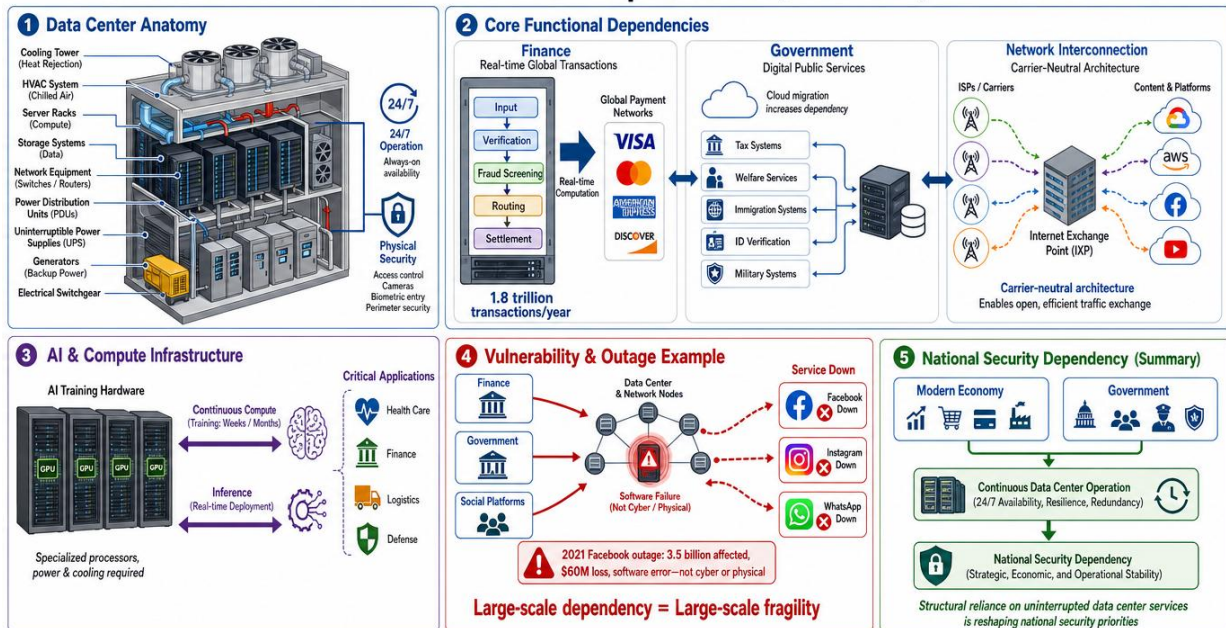 1 Data Center Anatomy
Cooling Tower
(Heat Rejection)
HVAC System
(Chilled Air)
Server Racks
(Compute)
Storage Systems
(Data)
Network Equipment
(Switches / Routers)
Power Distribution
Units (PDUs)
Uninterruptible Power
Supplies (UPS)
Generators
(Backup Power)
Electrical Switchgear
24/7
24/7
Operation
Always-on
availability
Physical
Security
Access control
Cameras
Biometric entry
Perimeter security
2 Core Functional Dependencies
Finance
Real-time Global Transactions
Input
Verification
Fraud Screening
Routing
Settlement
1.8 trillion
transactions/year
Real-time
Computation
Global Payment
Networks
VISA
AMERICAN
DISCOVER
Government
Digital Public Services
Cloud migration
increases dependency
Tax Systems
Welfare Services
Immigration Systems
ID Verification
Military Systems
Network Interconnection
Carrier-Neutral Architecture
ISPs / Carriers
Content & Platforms
aws
Internet Exchange
Point (IXP)
Carrier-neutral architecture
Enables open, efficient traffic exchange
3 AI & Compute Infrastructure
AI Training Hardware
GPU
GPU
GPU
GPU
Specialized processors,
power & cooling required
Continuous Compute
(Training: Weeks / Months)
Inference
(Real-time Deployment)
Critical Applications
Health Care
Finance
Logistics
Defense
4 Vulnerability & Outage Example
Finance
Government
Social Platforms
Data Center
& Network Nodes
Software Failure
(Not Cyber / Physical)
Service Down
Facebook
Down
Instagram
Down
WhatsApp
Down
2021 Facebook outage: 3.5 billion affected,
$60M loss, software error—not cyber or physical
Large-scale dependency = Large-scale fragility
5 National Security Dependency (Summary)
Modern Economy
Government
Continuous Data Center Operation
(24/7 Availability, Resilience, Redundancy)
National Security Dependency
(Strategic, Economic, and Operational Stability)
Structural reliance on uninterrupted data center services
is reshaping national security priorities